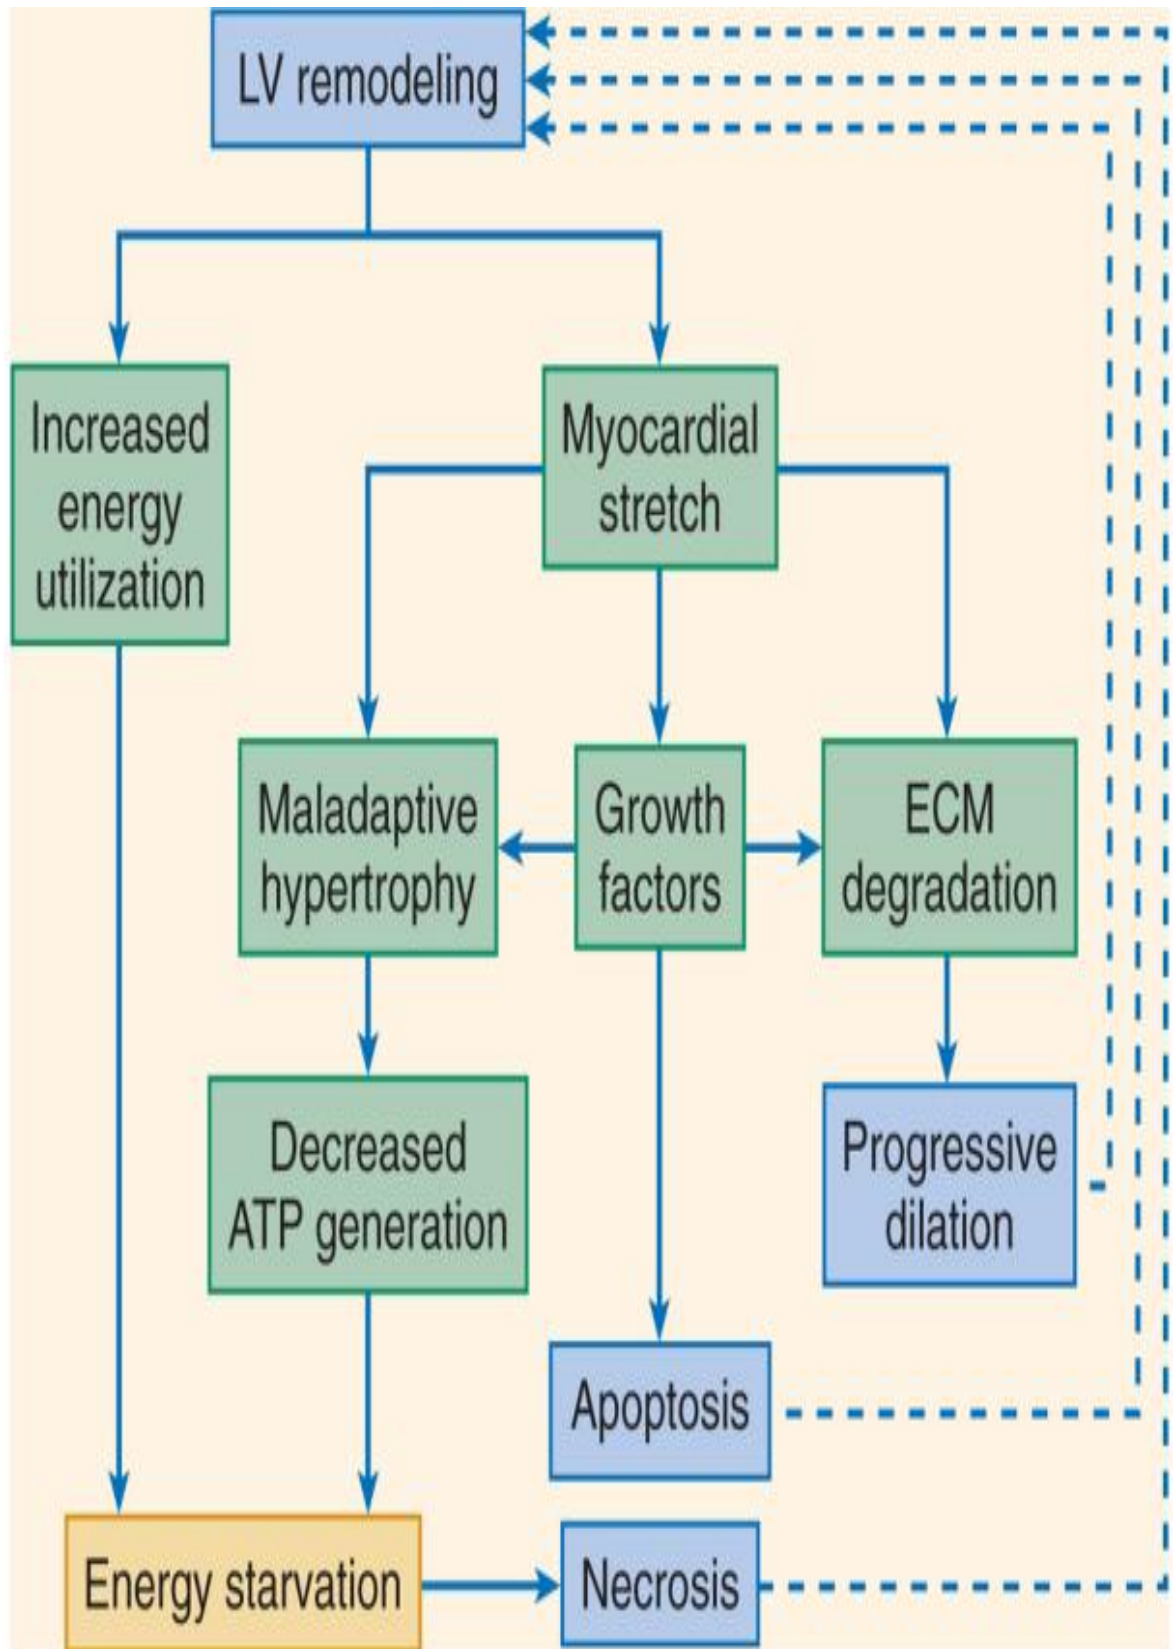 LV remodeling
Increased
energy
utilization
Myocardial
stretch
Maladaptive
hypertrophy
Growth
factors
ECM
degradation
Decreased
ATP generation
Progressive
dilation
Apoptosis
Energy starvation
Necrosis